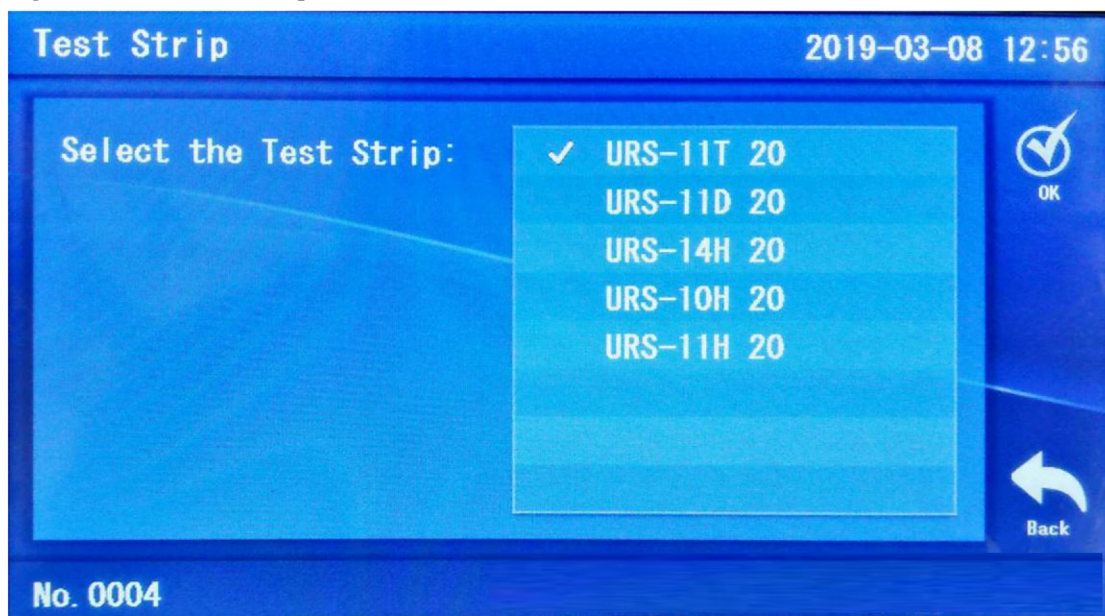 Test Strip 2019-03-08 12:56
Select the Test Strip:
✓ URS-11T 20
URS-11D 20
URS-14H 20
URS-10H 20
URS-11H 20
OK
Back
No. 0004